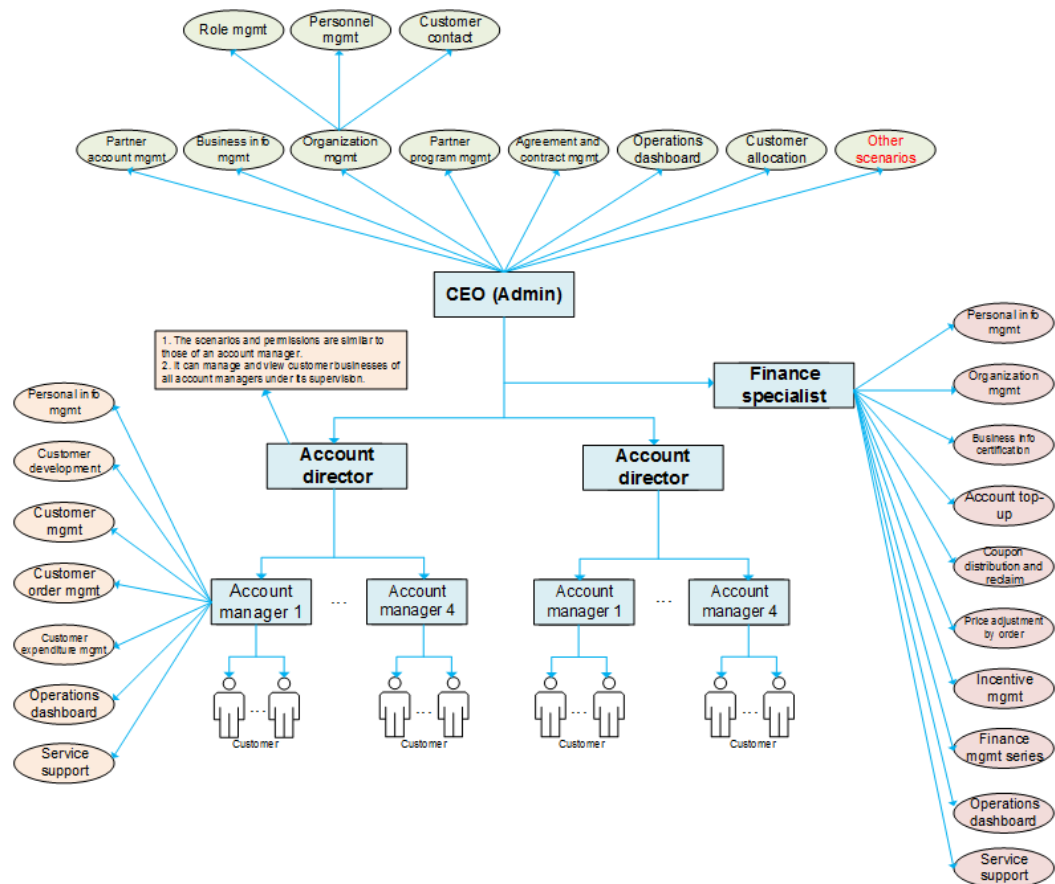 Role mgmt
Personnel
mgmt
Customer
contact
Partner
account mgmt
Business info
mgmt
Organization
mgmt
Partner
program mgmt
Agreement and
contract mgmt
Operations
dashboard
Customer
allocation
Other
scenarios
CEO (Admin)
1. The scenarios and permissions are similar to
those of an account manager.
2. It can manage and view customer businesses of
all account managers under its supervision.
Finance
specialist
Account
director
Account
director
Personal info
mgmt
Customer
development
Customer
mgmt
Customer
order mgmt
Customer
expenditure mgmt
Operations
dashboard
Service
support
Account
manager 1
...
Account
manager 4
Account
manager 1
...
Account
manager 4
...
Customer
...
Customer
...
Customer
...
Customer
Personal info
mgmt
Organization
mgmt
Business info
certification
Account top-
up
Coupon
distribution and
reclaim
Price adjustment
by order
Incentive
mgmt
Finance
mgmt series
Operations
dashboard
Service
support